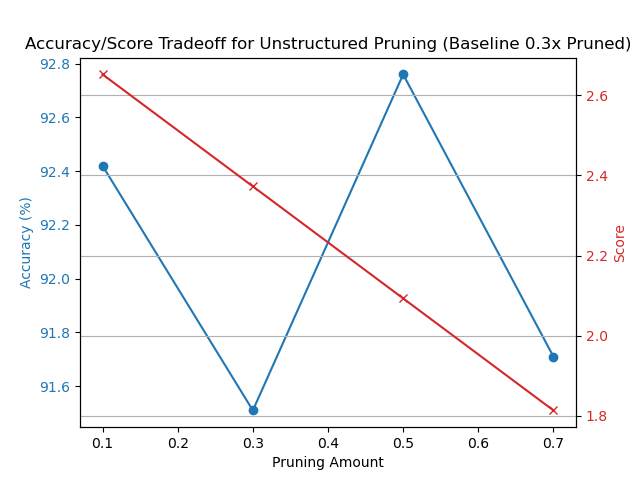 Accuracy/Score Tradeoff for Unstructured Pruning (Baseline 0.3x Pruned)
92.8
92.6
92.4
92.2
92.0
91.8
91.6
Accuracy (%)
2.6
2.4
2.2
2.0
1.8
Score
0.1 0.2 0.3 0.4 0.5 0.6 0.7
Pruning Amount